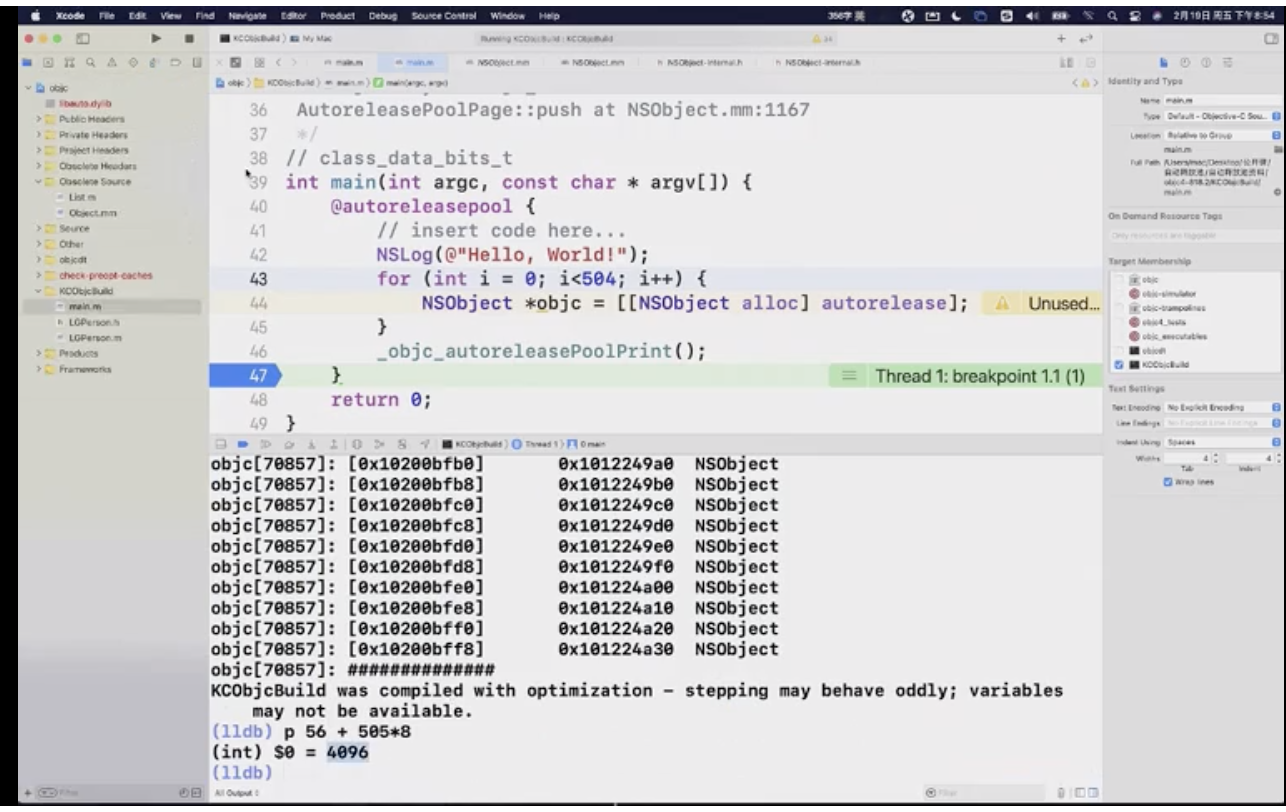 Xcode File Edit View Find Navigate Editor Product Debug Source Control Window Help 2月19日 周五 下午8:54
KCObjcBuild My Mac Running KCObjcBuild : KCObjcBuild
main.m main.m NSObject.mm NSObject.mm NSObject-internal.h NSObject-internal.h
objc KCObjcBuild main.m main(argc, argv)
objc
libauto.dylib
Public Headers
Private Headers
Project Headers
Obsolete Headers
Obsolete Source
List.m
Object.mm
Source
Other
objcdt
check-preopt-caches
KCObjcBuild
main.m
LGPerson.h
LGPerson.m
Products
Frameworks
36 AutoreleasePoolPage::push at NSObject.mm:1167
37 */
38 // class_data_bits_t
39 int main(int argc, const char * argv[]) {
40 @autoreleasepool {
41 // insert code here...
42 NSLog(@"Hello, World!");
43 for (int i = 0; i<504; i++) {
44 NSObject *objc = [[NSObject alloc] autorelease]; Unused...
45 }
46 _objc_autoreleasePoolPrint();
47 } Thread 1: breakpoint 1.1 (1)
48 return 0;
49 }
KCObjcBuild Thread 1 0 main
objc[70857]: [0x10200bfb0] 0x1012249a0 NSObject
objc[70857]: [0x10200bfb8] 0x1012249b0 NSObject
objc[70857]: [0x10200bfc0] 0x1012249c0 NSObject
objc[70857]: [0x10200bfc8] 0x1012249d0 NSObject
objc[70857]: [0x10200bfd0] 0x1012249e0 NSObject
objc[70857]: [0x10200bfd8] 0x1012249f0 NSObject
objc[70857]: [0x10200bfe0] 0x101224a00 NSObject
objc[70857]: [0x10200bfe8] 0x101224a10 NSObject
objc[70857]: [0x10200bff0] 0x101224a20 NSObject
objc[70857]: [0x10200bff8] 0x101224a30 NSObject
objc[70857]: ##############
KCObjcBuild was compiled with optimization – stepping may behave oddly; variables
may not be available.
(lldb) p 56 + 505*8
(int) $0 = 4096
(lldb)
All Output
Filter
Filter
Identity and Type
Name main.m
Type Default - Objective-C Sou...
Location Relative to Group
main.m
Full Path
main.m
On Demand Resource Tags
Only resources are taggable
Target Membership
objc
objc-simulator
objc-trampolines
objc4_tests
objc_executables
objcdt
KCObjcBuild
Text Settings
Text Encoding No Explicit Encoding
Line Endings No Explicit Line Endings
Indent Using Spaces
Widths 4 4
Tab Indent
Wrap lines